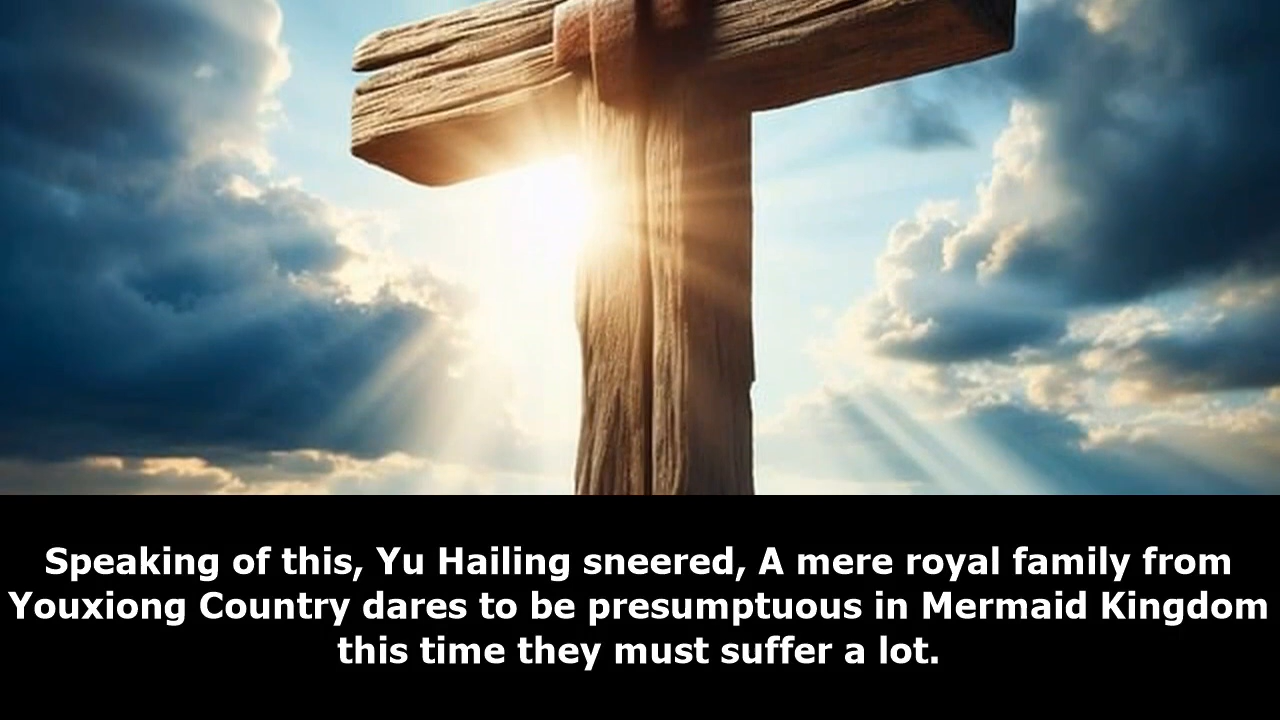 Speaking of this, Yu Hailing sneered, A mere royal family from
Youxiong Country dares to be presumptuous in Mermaid Kingdom
this time they must suffer a lot.